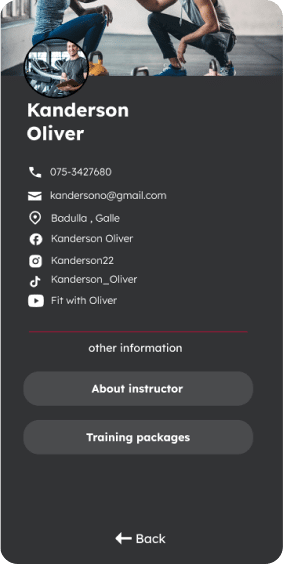 Kanderson
Oliver
075-3427680
kandersono@gmail.com
Badulla , Galle
Kanderson Oliver
Kanderson22
Kanderson_Oliver
Fit with Oliver
other information
About instructor
Training packages
Back